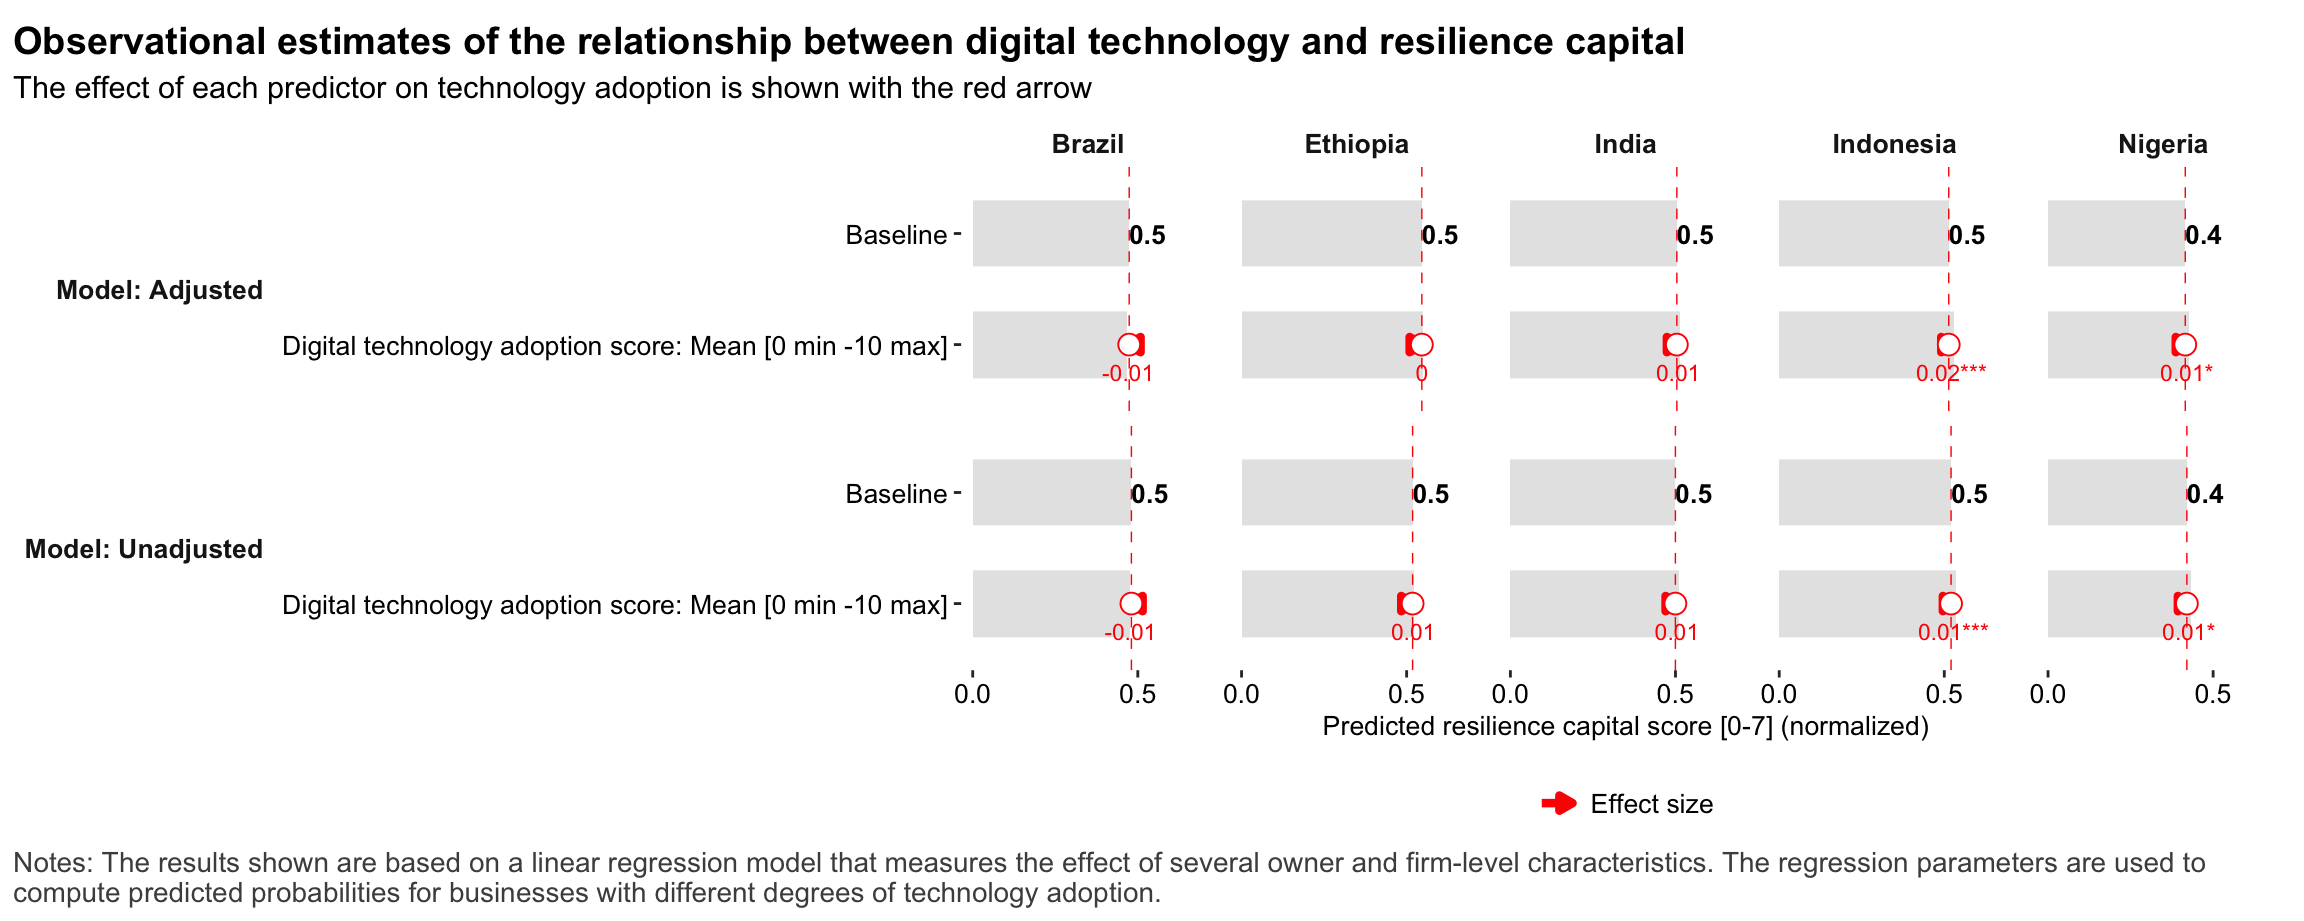 Observational estimates of the relationship between digital technology and resilience capital
The effect of each predictor on technology adoption is shown with the red arrow
Brazil Ethiopia India Indonesia Nigeria
Baseline 0.5 0.5 0.5 0.5 0.4
Model: Adjusted
Digital technology adoption score: Mean [0 min -10 max]
-0.01 0 0.01 0.02*** 0.01*
Baseline 0.5 0.5 0.5 0.5 0.4
Model: Unadjusted
Digital technology adoption score: Mean [0 min -10 max]
-0.01 0.01 0.01 0.01*** 0.01*
0.0 0.5 0.0 0.5 0.0 0.5 0.0 0.5 0.0 0.5
Predicted resilience capital score [0-7] (normalized)
Effect size
Notes: The results shown are based on a linear regression model that measures the effect of several owner and firm-level characteristics. The regression parameters are used to
compute predicted probabilities for businesses with different degrees of technology adoption.